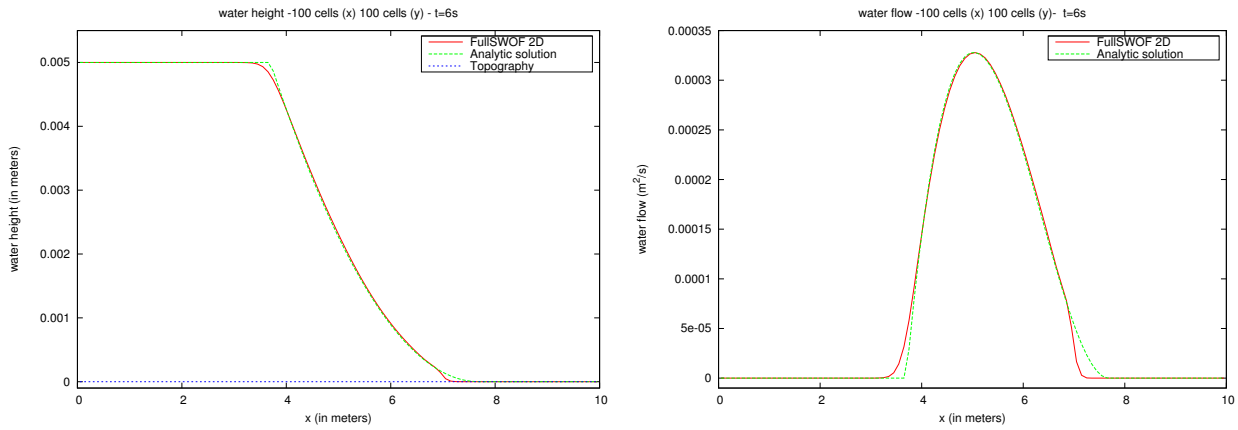 water height -100 cells (x) 100 cells (y) - t=6s
FullSWOF 2D
Analytic solution
Topography
water height (in meters)
0.005
0.004
0.003
0.002
0.001
0
0
2
4
6
8
10
x (in meters)
water flow -100 cells (x) 100 cells (y)-  t=6s
FullSWOF 2D
Analytic solution
water flow (m²/s)
0.00035
0.0003
0.00025
0.0002
0.00015
0.0001
5e-05
0
0
2
4
6
8
10
x (in meters)